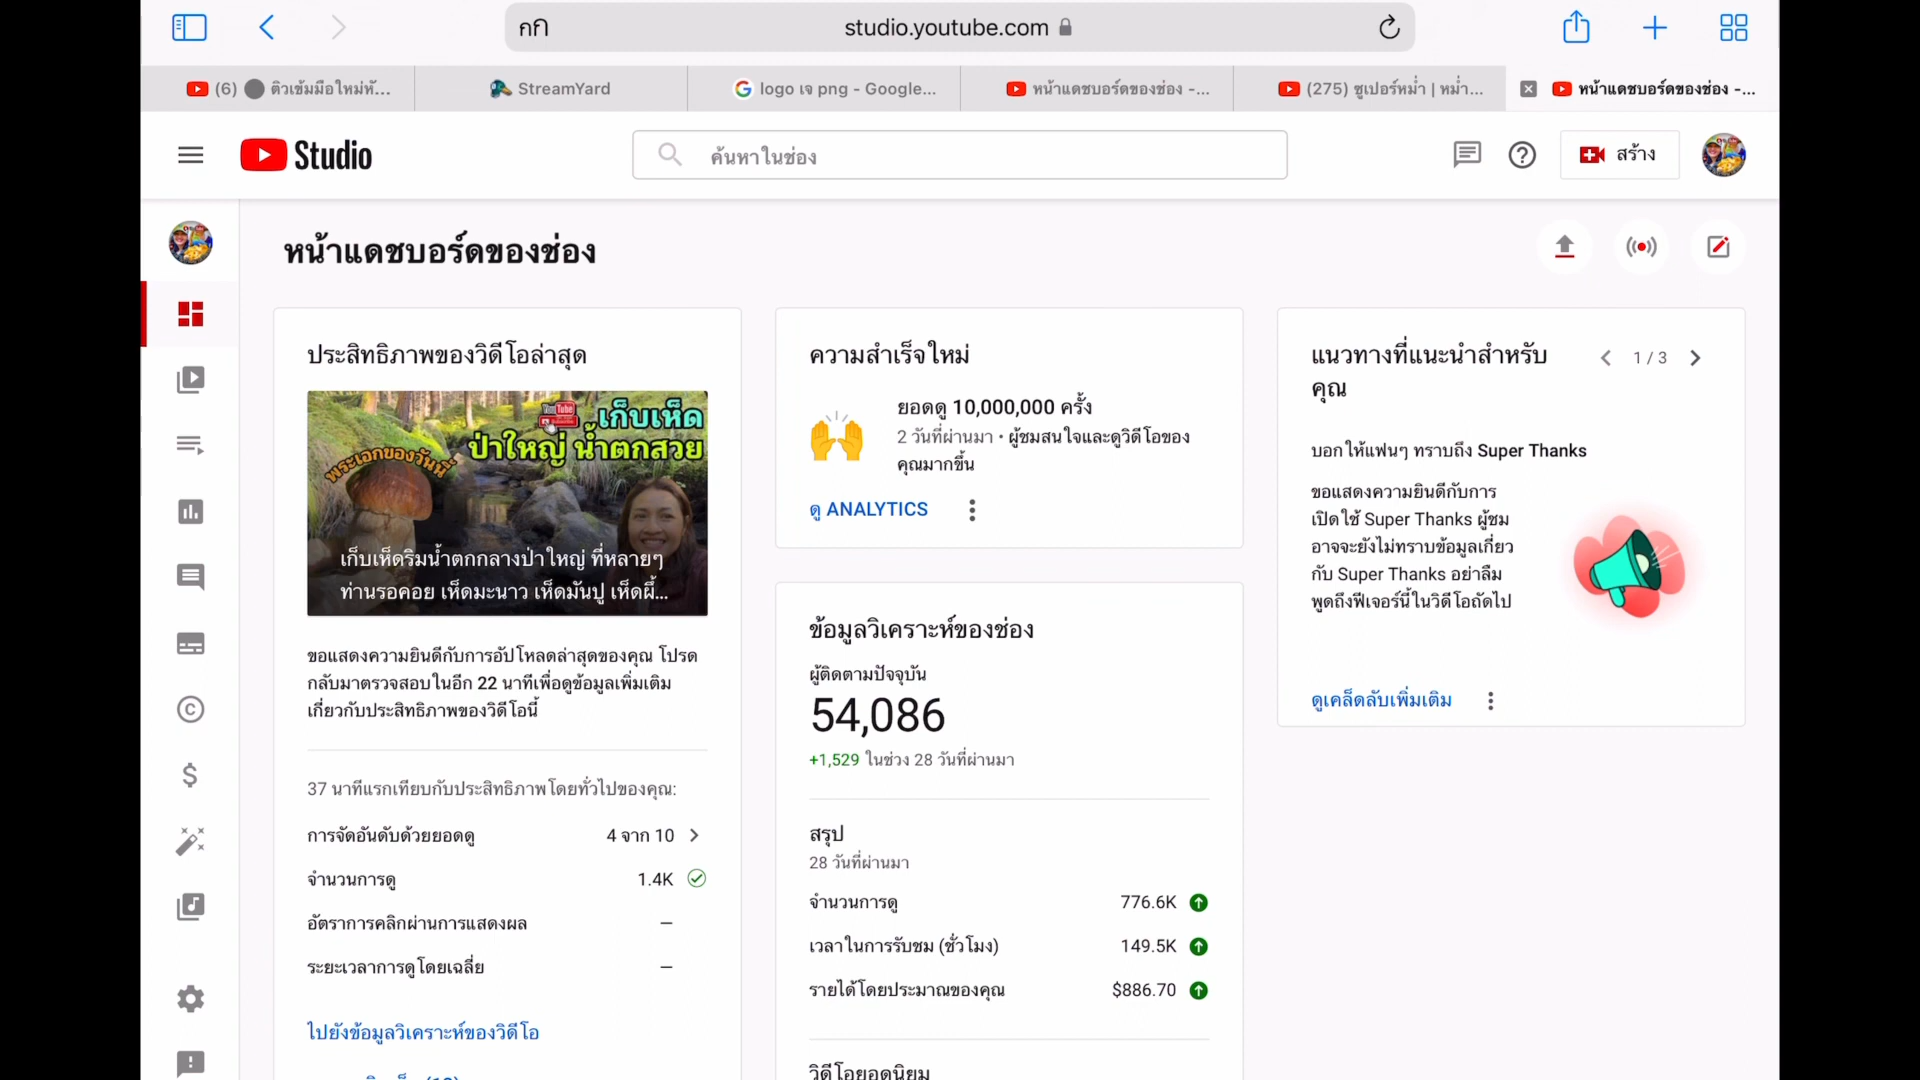 กก
studio.youtube.com
(6) ติวเข้มมือใหม่หั...
StreamYard
logo เจ png - Google...
หน้าแดชบอร์ดของช่อง -...
(275) ซูเปอร์หม่ำ | หม่ำ...
หน้าแดชบอร์ดของช่อง -...
Studio
ค้นหาในช่อง
สร้าง
หน้าแดชบอร์ดของช่อง
ประสิทธิภาพของวิดีโอล่าสุด
YouTube
เก็บเห็ด
ป่าใหญ่ น้ำตกสวย
พระเอกของวันนี้
เก็บเห็ดริมน้ำตกกลางป่าใหญ่ ที่หลายๆ
ท่านรอคอย เห็ดมะนาว เห็ดมันปู เห็ดผึ้...
ขอแสดงความยินดีกับการอัปโหลดล่าสุดของคุณ โปรด
กลับมาตรวจสอบในอีก 22 นาทีเพื่อดูข้อมูลเพิ่มเติม
เกี่ยวกับประสิทธิภาพของวิดีโอนี้
37 นาทีแรกเทียบกับประสิทธิภาพโดยทั่วไปของคุณ:
การจัดอันดับด้วยยอดดู 4 จาก 10
จำนวนการดู 1.4K
อัตราการคลิกผ่านการแสดงผล —
ระยะเวลาการดูโดยเฉลี่ย —
ไปยังข้อมูลวิเคราะห์ของวิดีโอ
ความสำเร็จใหม่
ยอดดู 10,000,000 ครั้ง
2 วันที่ผ่านมา • ผู้ชมสนใจและดูวิดีโอของ
คุณมากขึ้น
ดู ANALYTICS
ข้อมูลวิเคราะห์ของช่อง
ผู้ติดตามปัจจุบัน
54,086
+1,529 ในช่วง 28 วันที่ผ่านมา
สรุป
28 วันที่ผ่านมา
จำนวนการดู 776.6K
เวลาในการรับชม (ชั่วโมง) 149.5K
รายได้โดยประมาณของคุณ $886.70
วิดีโอยอดนิยม
แนวทางที่แนะนำสำหรับ
คุณ
1 / 3
บอกให้แฟนๆ ทราบถึง Super Thanks
ขอแสดงความยินดีกับการ
เปิดใช้ Super Thanks ผู้ชม
อาจจะยังไม่ทราบข้อมูลเกี่ยว
กับ Super Thanks อย่าลืม
พูดถึงฟีเจอร์นี้ในวิดีโอถัดไป
ดูเคล็ดลับเพิ่มเติม